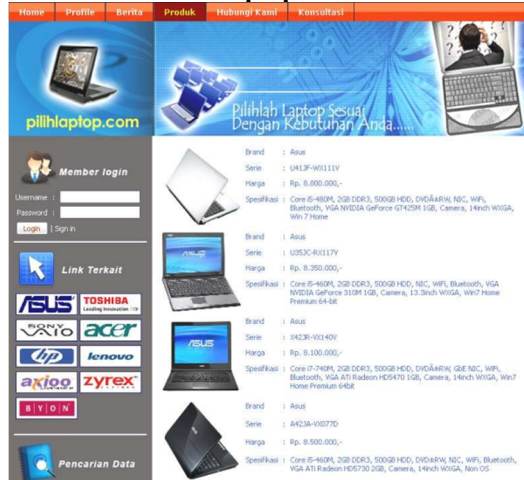 Home Profile Berita Produk Hubungi Kami Konsultasi
pilihlaptop.com
Pilihlah Laptop Sesuai
Dengan Kebutuhan Anda......
Member login
Username :
Password :
Login | Sign in
Link Terkait
ASUS TOSHIBA
Leading Innovation >>>
SONY
VAIO acer
hp lenovo
axioo zyrex
BYON
Pencarian Data
Brand : Asus
Serie : U41JF-WX111V
Harga : Rp. 8.800.000,-
Spesifikasi : Core i5-480M, 2GB DDR3, 500GB HDD, DVDÂ±RW, NIC, WiFi,
Bluetooth, VGA NVIDIA GeForce GT425M 1GB, Camera, 14inch WXGA,
Win 7 Home
Brand : Asus
Serie : U35JC-RX117V
Harga : Rp. 8.350.000,-
Spesifikasi : Core i5-460M, 2GB DDR3, 500GB HDD, NIC, WiFi, Bluetooth, VGA
NVIDIA GeForce 310M 1GB, Camera, 13.3inch WXGA, Win7 Home
Premium 64-bit
Brand : Asus
Serie : X42JR-VX140V
Harga : Rp. 8.100.000,-
Spesifikasi : Core i7-740M, 2GB DDR3, 500GB HDD, DVDÂ±RW, GbE NIC, WiFi,
Bluetooth, VGA ATi Radeon HD5470 1GB, Camera, 14inch WXGA, Win7
Home Premium 64bit
Brand : Asus
Serie : A42JA-VX077D
Harga : Rp. 8.500.000,-
Spesifikasi : Core i5-460M, 2GB DDR3, 500GB HDD, DVD±RW, NIC, WiFi, Bluetooth,
VGA ATi Radeon HD5730 2GB, Camera, 14inch WXGA, Non OS